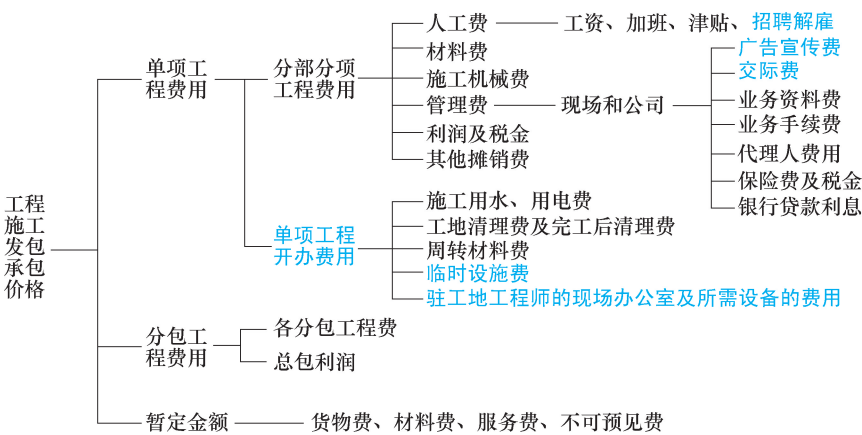 工程
施工
发包
承包
价格
单项工
程费用
分部分项
工程费用
人工费
工资、加班、津贴、招聘解雇
材料费
施工机械费
管理费
现场和公司
广告宣传费
交际费
业务资料费
业务手续费
代理人费用
保险费及税金
银行贷款利息
利润及税金
其他摊销费
单项工程
开办费用
施工用水、用电费
工地清理费及完工后清理费
周转材料费
临时设施费
驻工地工程师的现场办公室及所需设备的费用
分包工
程费用
各分包工程费
总包利润
暂定金额
货物费、材料费、服务费、不可预见费